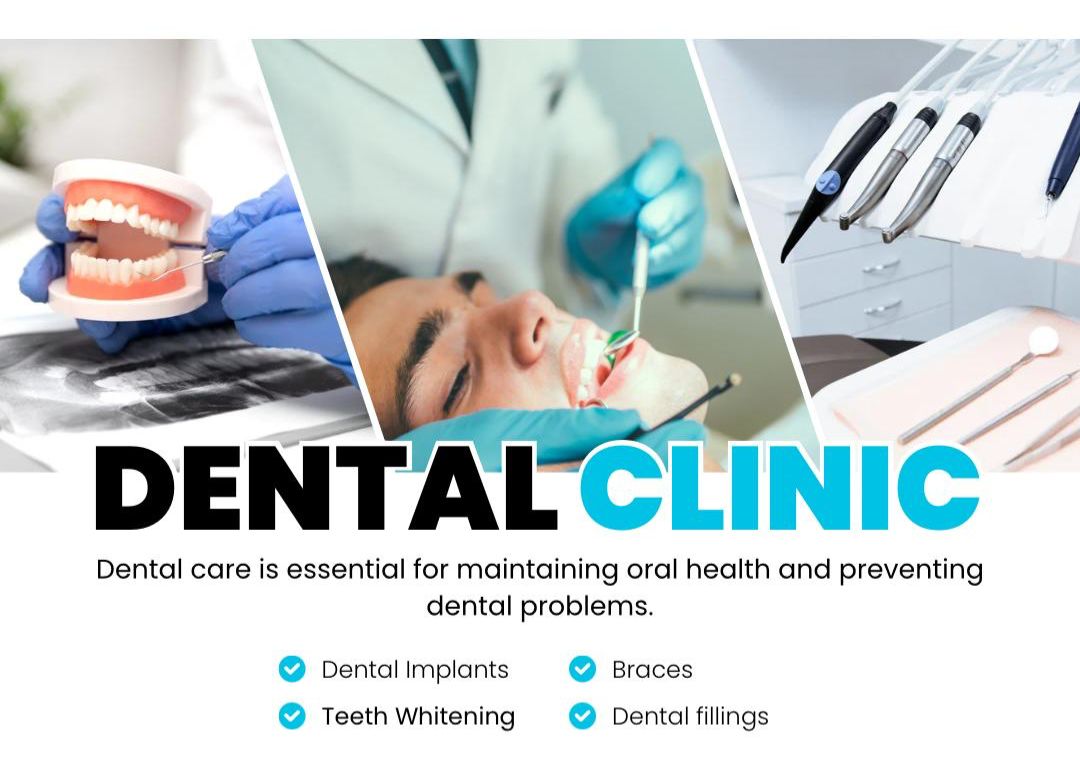 DENTAL CLINIC
Dental care is essential for maintaining oral health and preventing
dental problems.
Dental Implants
Braces
Teeth Whitening
Dental fillings